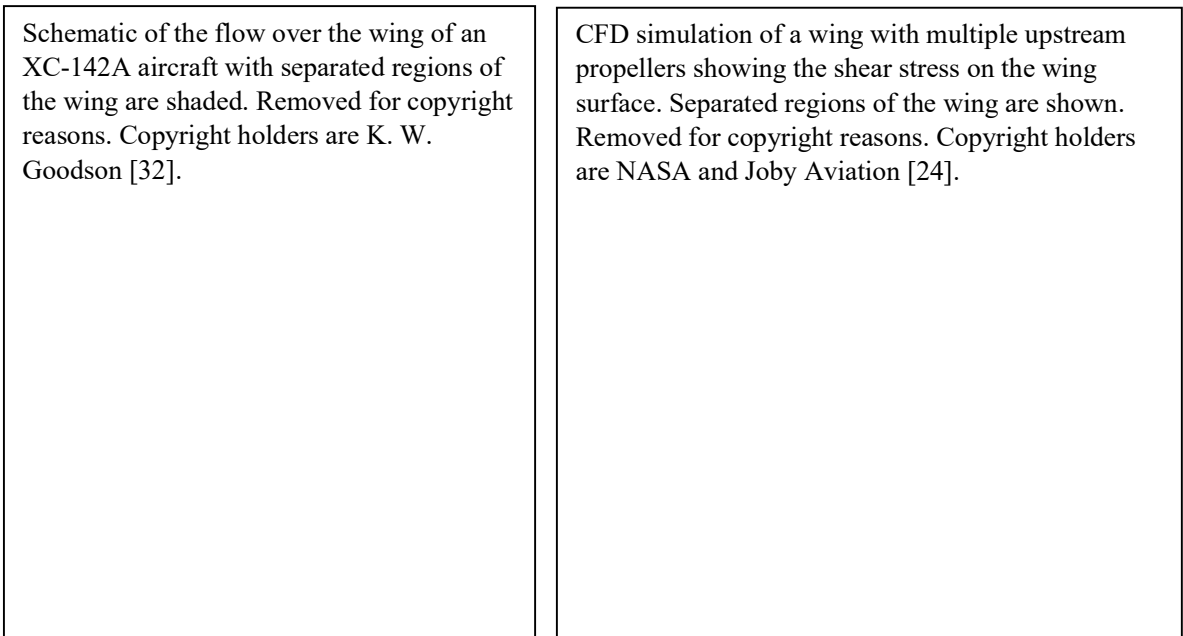 Schematic of the flow over the wing of an
XC-142A aircraft with separated regions of
the wing are shaded. Removed for copyright
reasons. Copyright holders are K. W.
Goodson [32].
CFD simulation of a wing with multiple upstream
propellers showing the shear stress on the wing
surface. Separated regions of the wing are shown.
Removed for copyright reasons. Copyright holders
are NASA and Joby Aviation [24].